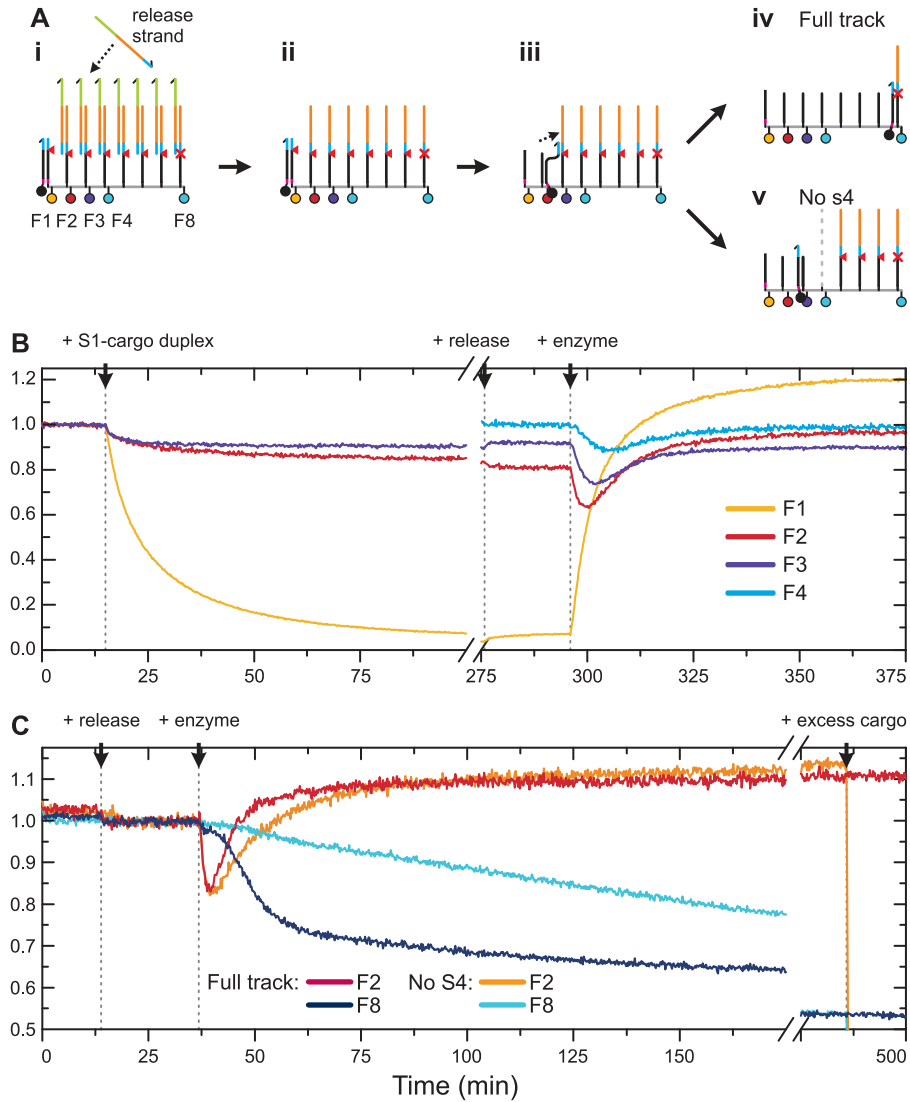 A
release
strand
i
ii
iii
iv Full track
v No s4
F1 F2 F3 F4 F8
B
+ S1-cargo duplex
+ release
+ enzyme
1.2
1.0
0.8
0.6
0.4
0.2
0.0
F1
F2
F3
F4
0 25 50 75 100 275 300 325 350 375
C
+ release
+ enzyme
+ excess cargo
1.1
1.0
0.9
0.8
0.7
0.6
0.5
Full track: F2 No S4: F2
F8 F8
0 25 50 75 100 125 150 500
Time (min)